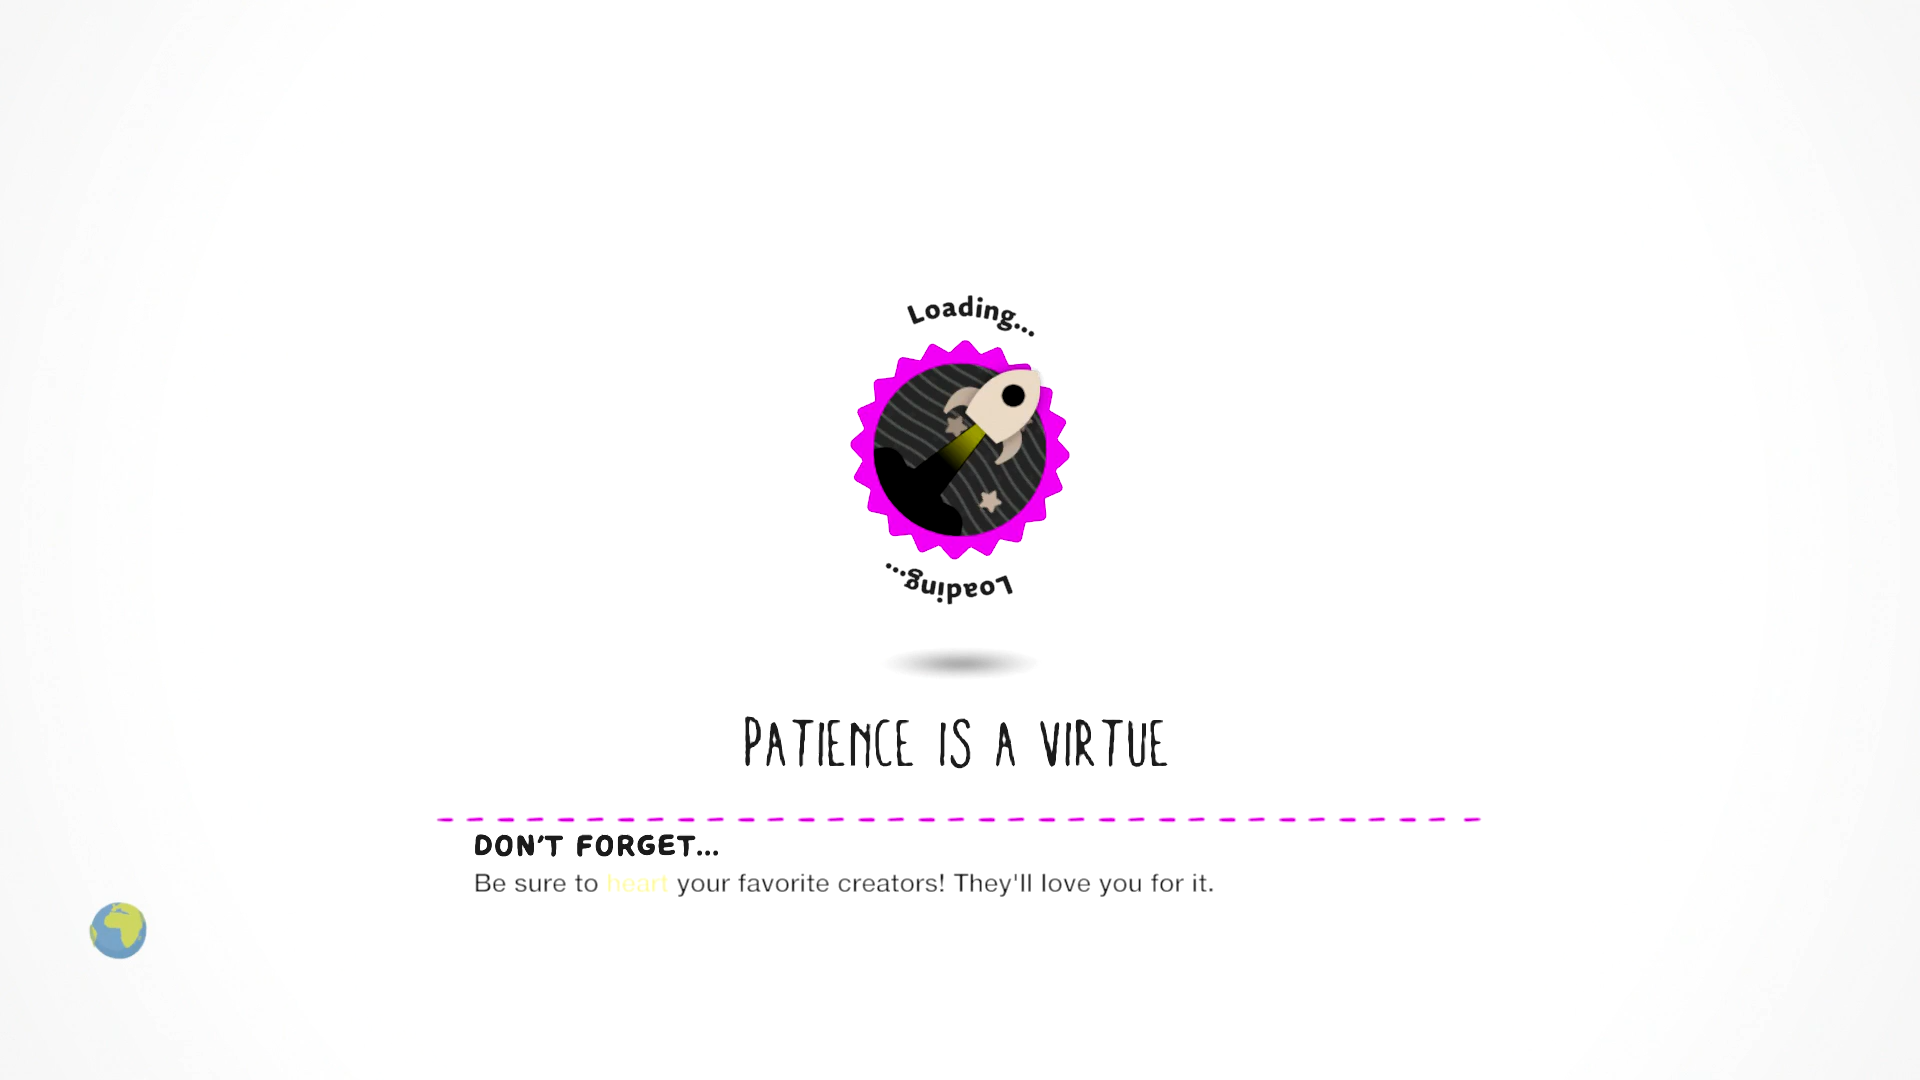 Loading...
Loading...
PATIENCE IS A VIRTUE
DON'T FORGET...
Be sure to heart your favorite creators! They'll love you for it.